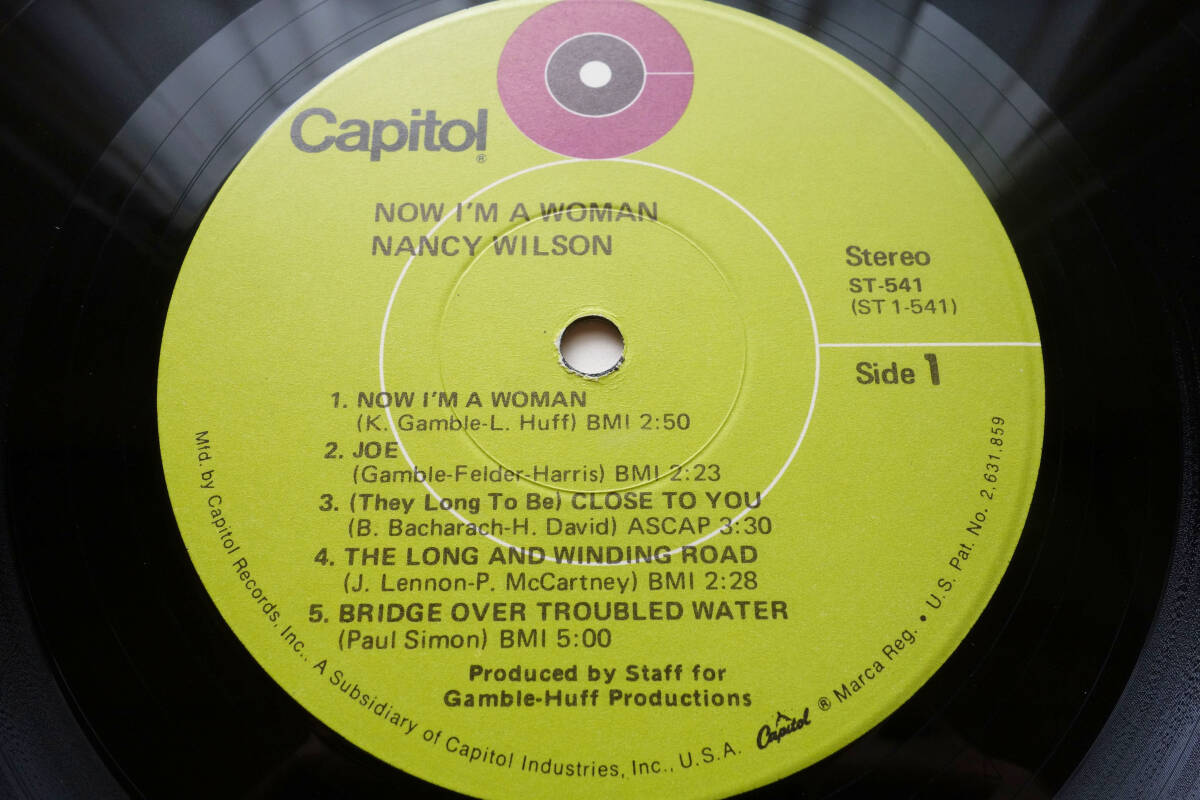 Capitol®
NOW I'M A WOMAN
NANCY WILSON
Stereo
ST-541
(ST 1-541)
Side 1
1. NOW I'M A WOMAN
(K. Gamble-L. Huff) BMI 2:50
2. JOE
(Gamble-Felder-Harris) BMI 2:23
3. (They Long To Be) CLOSE TO YOU
(B. Bacharach-H. David) ASCAP 3:30
4. THE LONG AND WINDING ROAD
(J. Lennon-P. McCartney) BMI 2:28
5. BRIDGE OVER TROUBLED WATER
(Paul Simon) BMI 5:00
Produced by Staff for
Gamble-Huff Productions
Mfd. by Capitol Records, Inc., A Subsidiary of Capitol Industries, Inc., U.S.A. Capitol ® Marca Reg. • U.S. Pat. No. 2,631,859